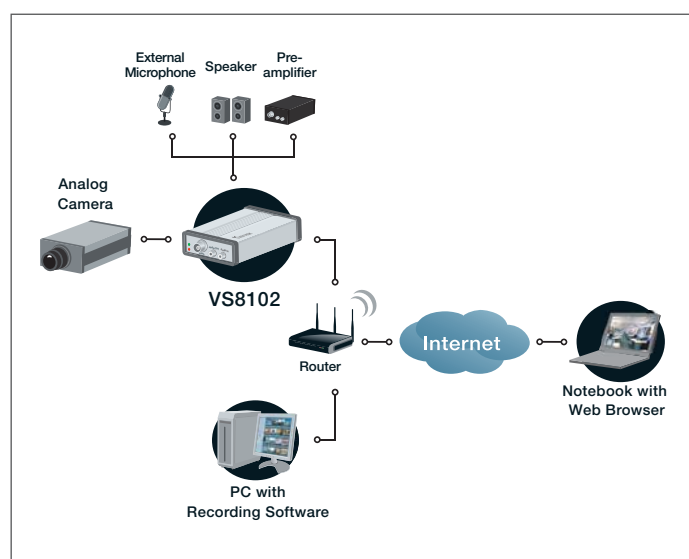 External
Microphone
Speaker
Pre-
amplifier
Analog
Camera
VS8102
Router
Internet
Notebook with
Web Browser
PC with
Recording Software